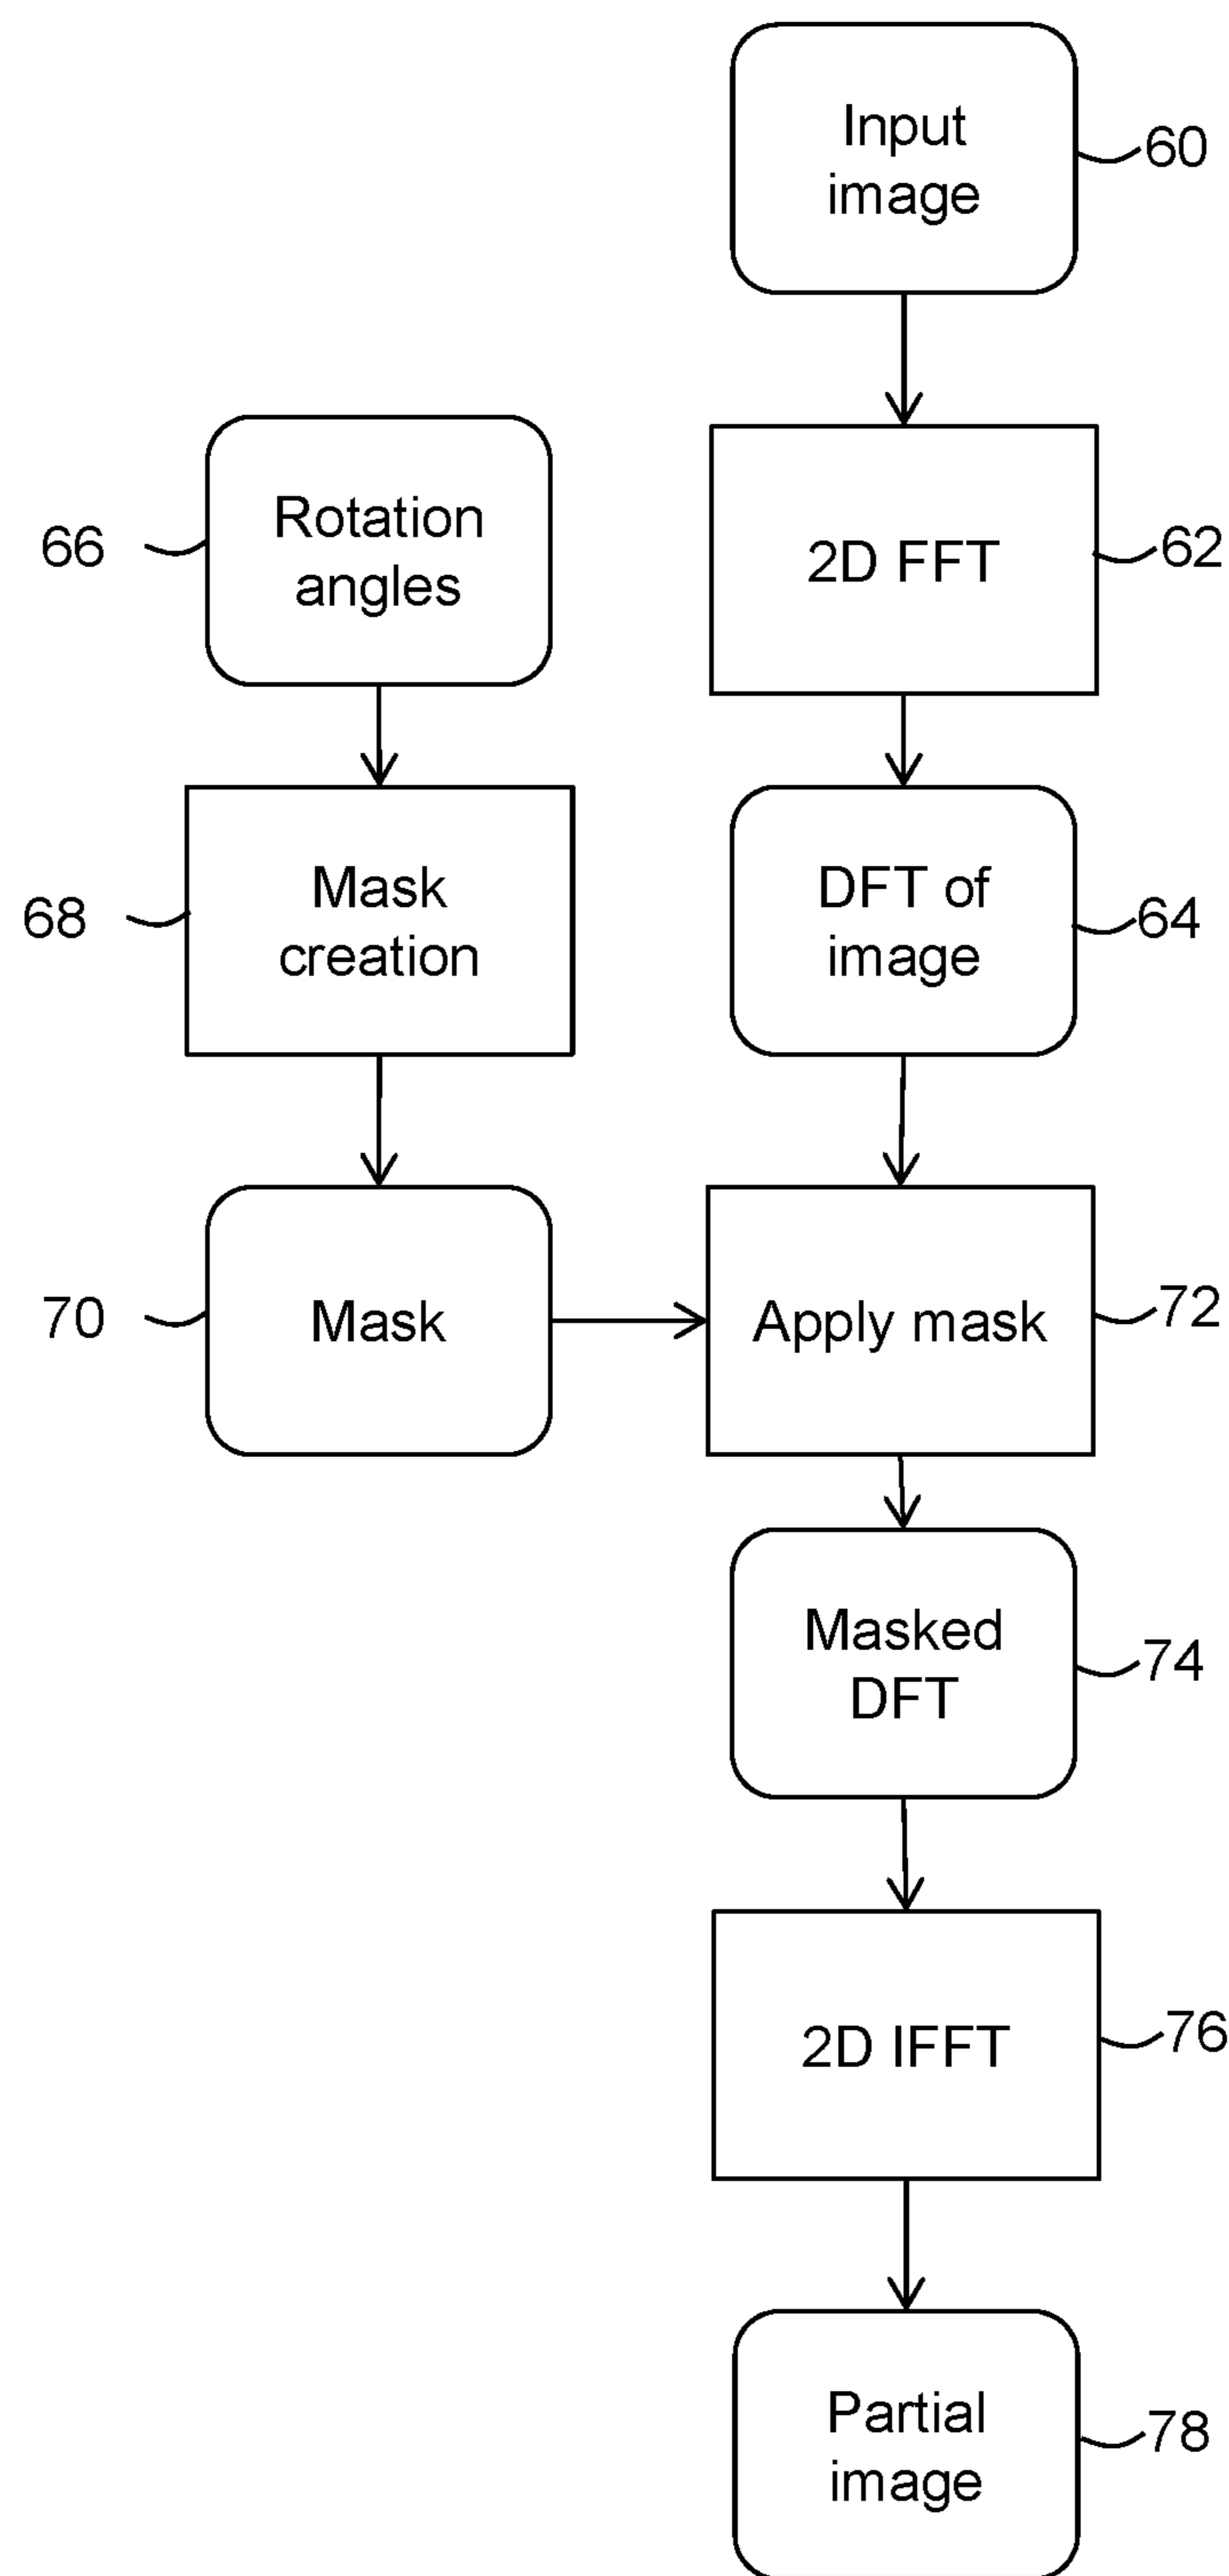 Input
image
60
Rotation
angles
66
2D FFT
62
Mask
creation
68
DFT of
image
64
Mask
70
Apply mask
72
Masked
DFT
74
2D IFFT
76
Partial
image
78